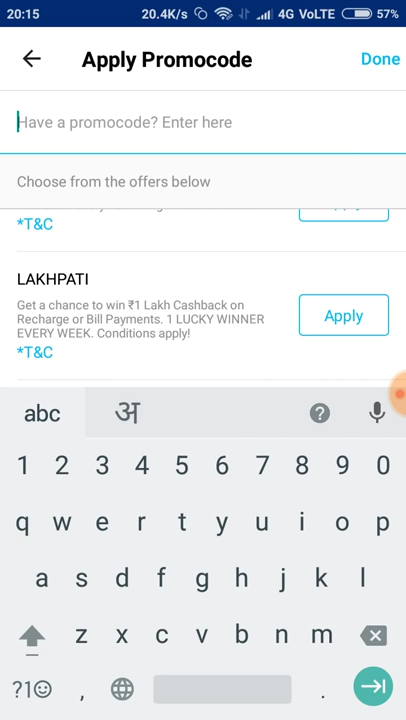 20:15 20.4K/s 4G VoLTE 57%
Apply Promocode Done
Have a promocode? Enter here
Choose from the offers below
*T&C
LAKHPATI
Get a chance to win ₹1 Lakh Cashback on
Recharge or Bill Payments. 1 LUCKY WINNER
EVERY WEEK. Conditions apply!
Apply
*T&C
abc अ ?
1 2 3 4 5 6 7 8 9 0
q w e r t y u i o p
a s d f g h j k l
z x c v b n m
?1☺ , .